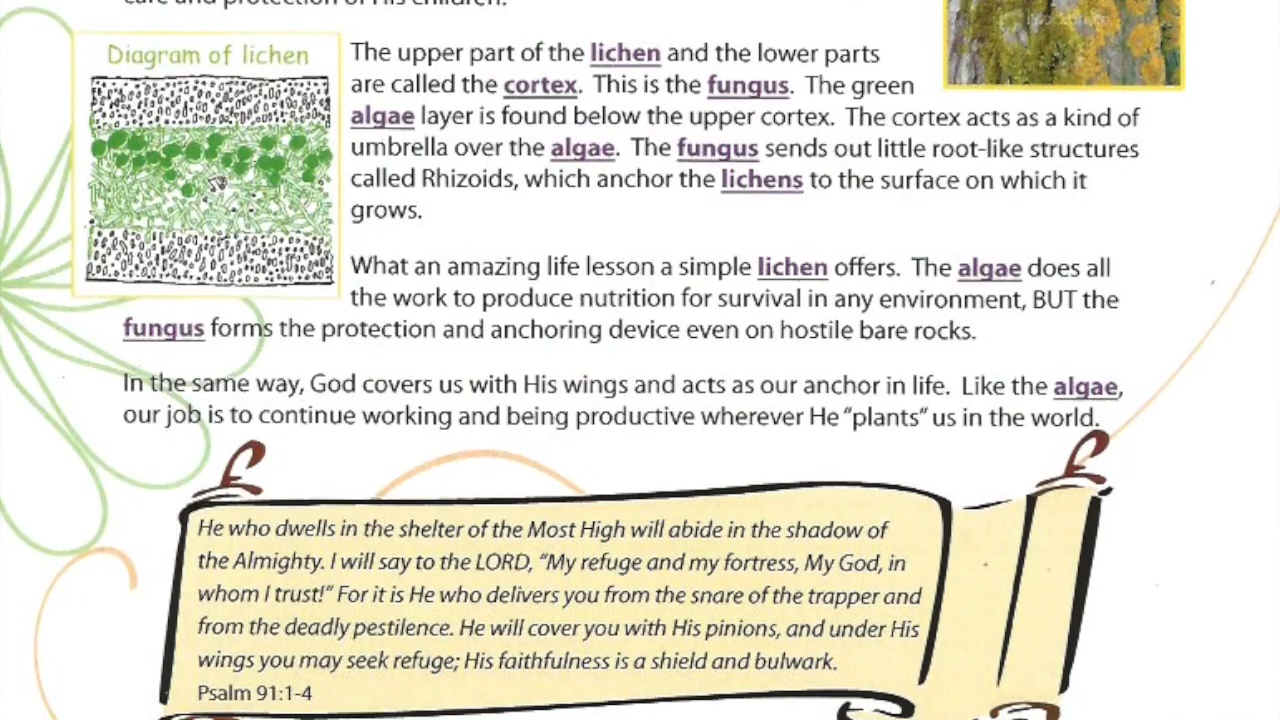 care and protection of His children.
Diagram of lichen
The upper part of the lichen and the lower parts
are called the cortex. This is the fungus. The green
algae layer is found below the upper cortex. The cortex acts as a kind of
umbrella over the algae. The fungus sends out little root-like structures
called Rhizoids, which anchor the lichens to the surface on which it
grows.
What an amazing life lesson a simple lichen offers. The algae does all
the work to produce nutrition for survival in any environment, BUT the
fungus forms the protection and anchoring device even on hostile bare rocks.
In the same way, God covers us with His wings and acts as our anchor in life. Like the algae,
our job is to continue working and being productive wherever He “plants” us in the world.
He who dwells in the shelter of the Most High will abide in the shadow of
the Almighty. I will say to the LORD, “My refuge and my fortress, My God, in
whom I trust!” For it is He who delivers you from the snare of the trapper and
from the deadly pestilence. He will cover you with His pinions, and under His
wings you may seek refuge; His faithfulness is a shield and bulwark.
Psalm 91:1-4